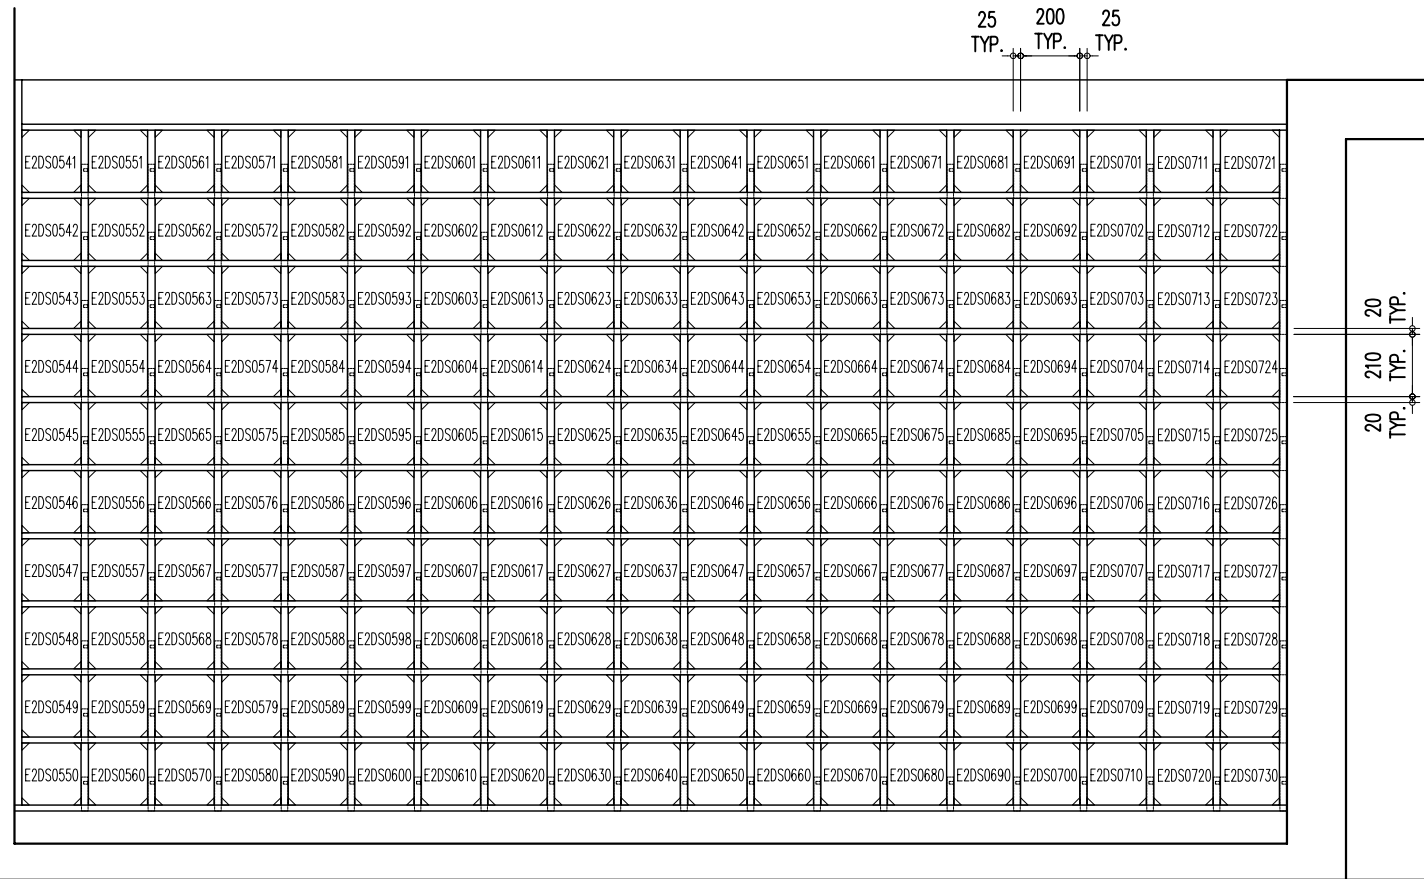 25 200 25
TYP. TYP. TYP.
E2DS0541 E2DS0551 E2DS0561 E2DS0571 E2DS0581 E2DS0591 E2DS0601 E2DS0611 E2DS0621 E2DS0631 E2DS0641 E2DS0651 E2DS0661 E2DS0671 E2DS0681 E2DS0691 E2DS0701 E2DS0711 E2DS0721
E2DS0542 E2DS0552 E2DS0562 E2DS0572 E2DS0582 E2DS0592 E2DS0602 E2DS0612 E2DS0622 E2DS0632 E2DS0642 E2DS0652 E2DS0662 E2DS0672 E2DS0682 E2DS0692 E2DS0702 E2DS0712 E2DS0722
E2DS0543 E2DS0553 E2DS0563 E2DS0573 E2DS0583 E2DS0593 E2DS0603 E2DS0613 E2DS0623 E2DS0633 E2DS0643 E2DS0653 E2DS0663 E2DS0673 E2DS0683 E2DS0693 E2DS0703 E2DS0713 E2DS0723
20 TYP.
E2DS0544 E2DS0554 E2DS0564 E2DS0574 E2DS0584 E2DS0594 E2DS0604 E2DS0614 E2DS0624 E2DS0634 E2DS0644 E2DS0654 E2DS0664 E2DS0674 E2DS0684 E2DS0694 E2DS0704 E2DS0714 E2DS0724
210 TYP.
E2DS0545 E2DS0555 E2DS0565 E2DS0575 E2DS0585 E2DS0595 E2DS0605 E2DS0615 E2DS0625 E2DS0635 E2DS0645 E2DS0655 E2DS0665 E2DS0675 E2DS0685 E2DS0695 E2DS0705 E2DS0715 E2DS0725
20 TYP.
E2DS0546 E2DS0556 E2DS0566 E2DS0576 E2DS0586 E2DS0596 E2DS0606 E2DS0616 E2DS0626 E2DS0636 E2DS0646 E2DS0656 E2DS0666 E2DS0676 E2DS0686 E2DS0696 E2DS0706 E2DS0716 E2DS0726
E2DS0547 E2DS0557 E2DS0567 E2DS0577 E2DS0587 E2DS0597 E2DS0607 E2DS0617 E2DS0627 E2DS0637 E2DS0647 E2DS0657 E2DS0667 E2DS0677 E2DS0687 E2DS0697 E2DS0707 E2DS0717 E2DS0727
E2DS0548 E2DS0558 E2DS0568 E2DS0578 E2DS0588 E2DS0598 E2DS0608 E2DS0618 E2DS0628 E2DS0638 E2DS0648 E2DS0658 E2DS0668 E2DS0678 E2DS0688 E2DS0698 E2DS0708 E2DS0718 E2DS0728
E2DS0549 E2DS0559 E2DS0569 E2DS0579 E2DS0589 E2DS0599 E2DS0609 E2DS0619 E2DS0629 E2DS0639 E2DS0649 E2DS0659 E2DS0669 E2DS0679 E2DS0689 E2DS0699 E2DS0709 E2DS0719 E2DS0729
E2DS0550 E2DS0560 E2DS0570 E2DS0580 E2DS0590 E2DS0600 E2DS0610 E2DS0620 E2DS0630 E2DS0640 E2DS0650 E2DS0660 E2DS0670 E2DS0680 E2DS0690 E2DS0700 E2DS0710 E2DS0720 E2DS0730